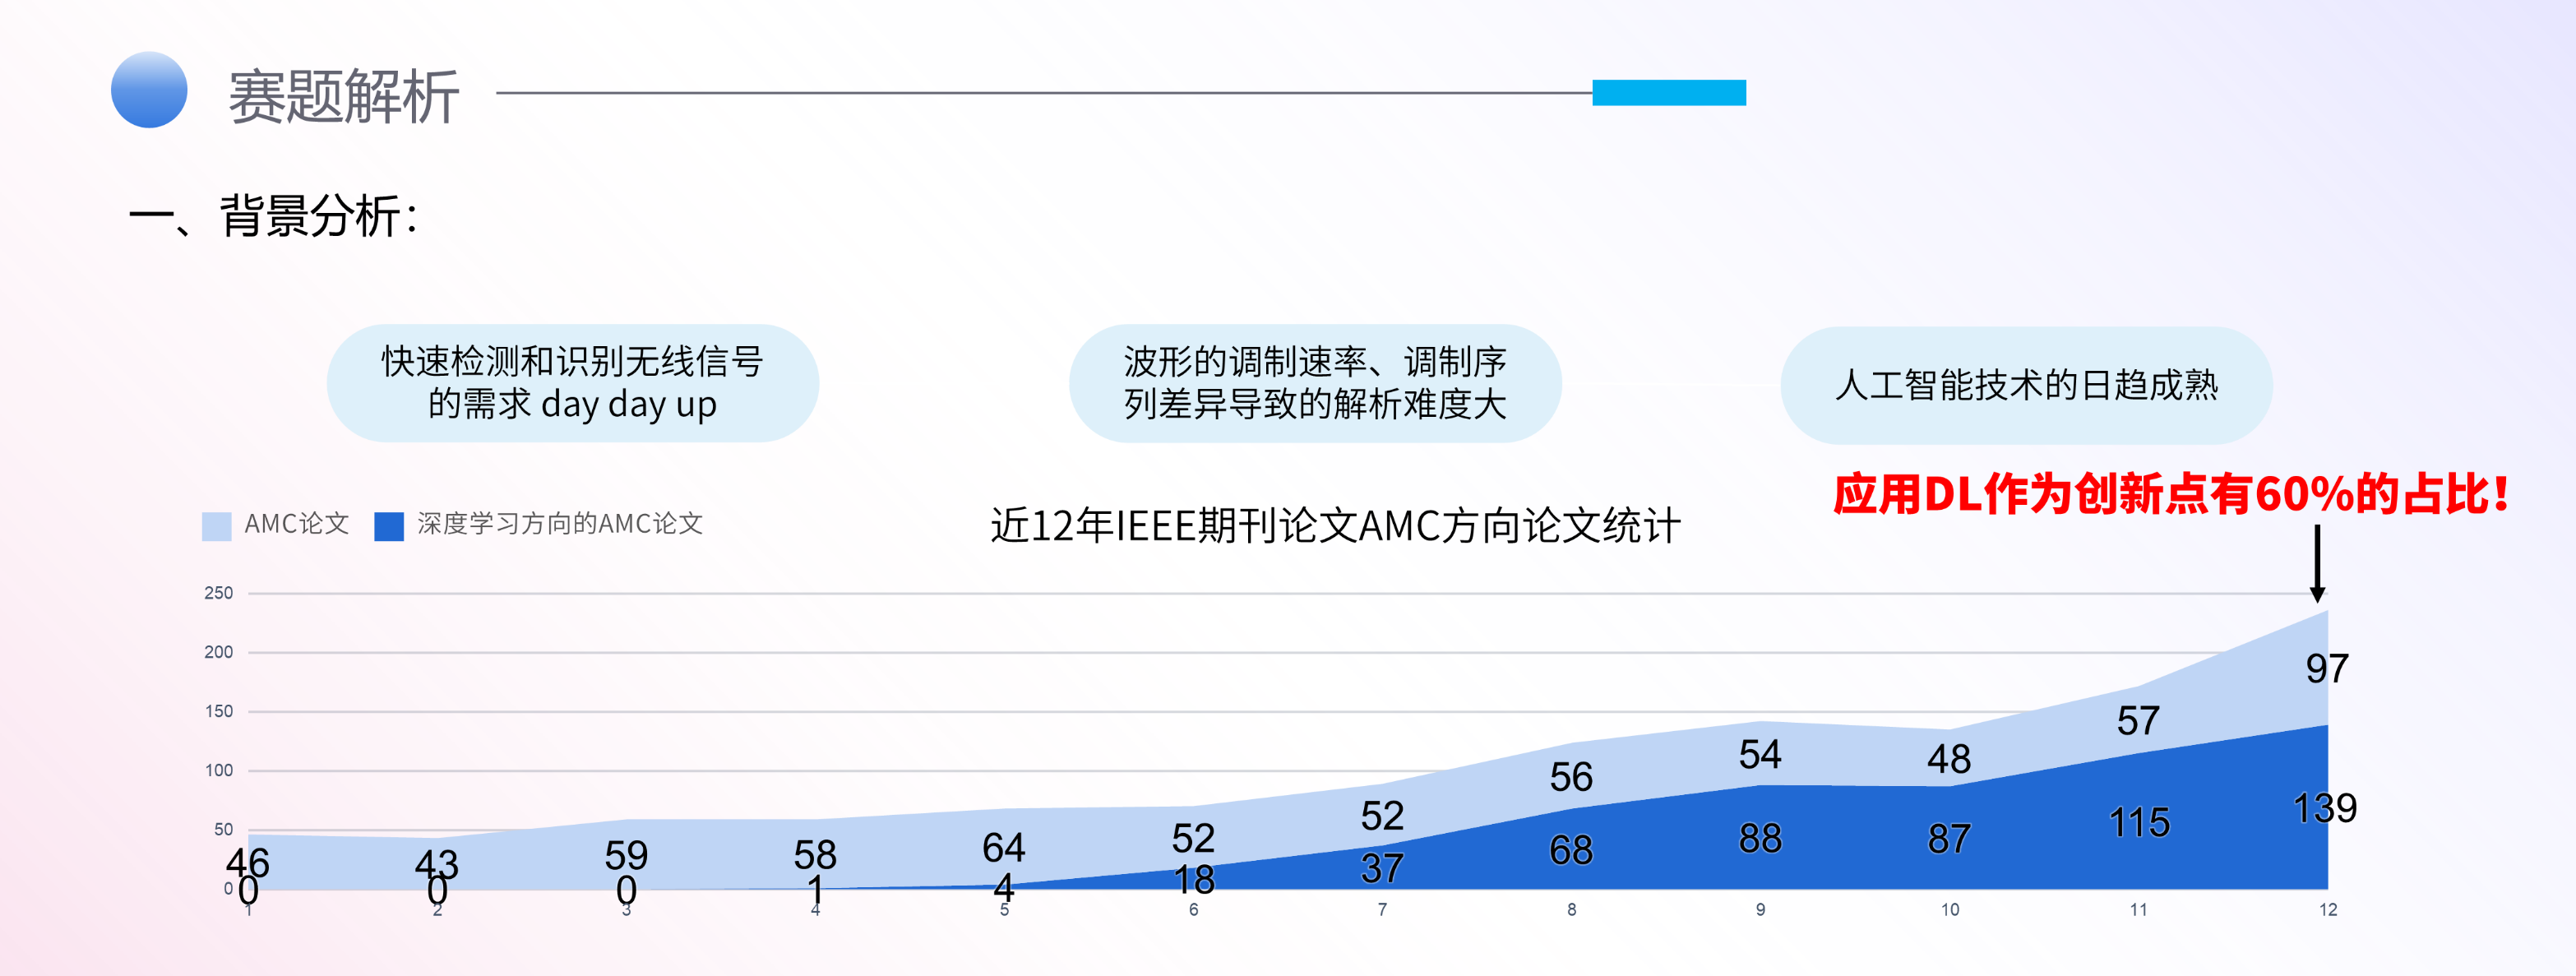 赛题解析
一、背景分析：
快速检测和识别无线信号
的需求 day day up
波形的调制速率、调制序
列差异导致的解析难度大
人工智能技术的日趋成熟
应用DL作为创新点有60%的占比！
AMC论文 深度学习方向的AMC论文
近12年IEEE期刊论文AMC方向论文统计
250
200
150
100
50
0
46 43 59 58 64 52 52 56 54 48 57 97
0 0 0 1 4 18 37 68 88 87 115 139
1 2 3 4 5 6 7 8 9 10 11 12